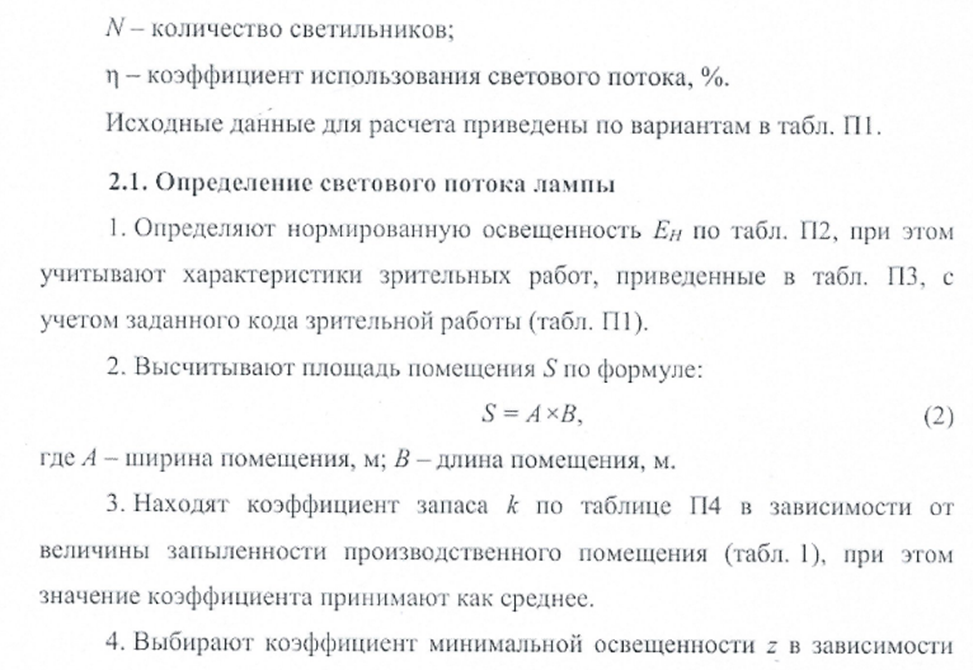 N – количество светильников;
η – коэффициент использования светового потока, %.
Исходные данные для расчета приведены по вариантам в табл. П1.
2.1. Определение светового потока лампы
1. Определяют нормированную освещенность Eн по табл. П2, при этом
учитывают характеристики зрительных работ, приведенные в табл. П3, с
учетом заданного кода зрительной работы (табл. П1).
2. Высчитывают площадь помещения S по формуле:
S = A×B, (2)
где A – ширина помещения, м; B – длина помещения, м.
3. Находят коэффициент запаса k по таблице П4 в зависимости от
величины запыленности производственного помещения (табл. 1), при этом
значение коэффициента принимают как среднее.
4. Выбирают коэффициент минимальной освещенности z в зависимости